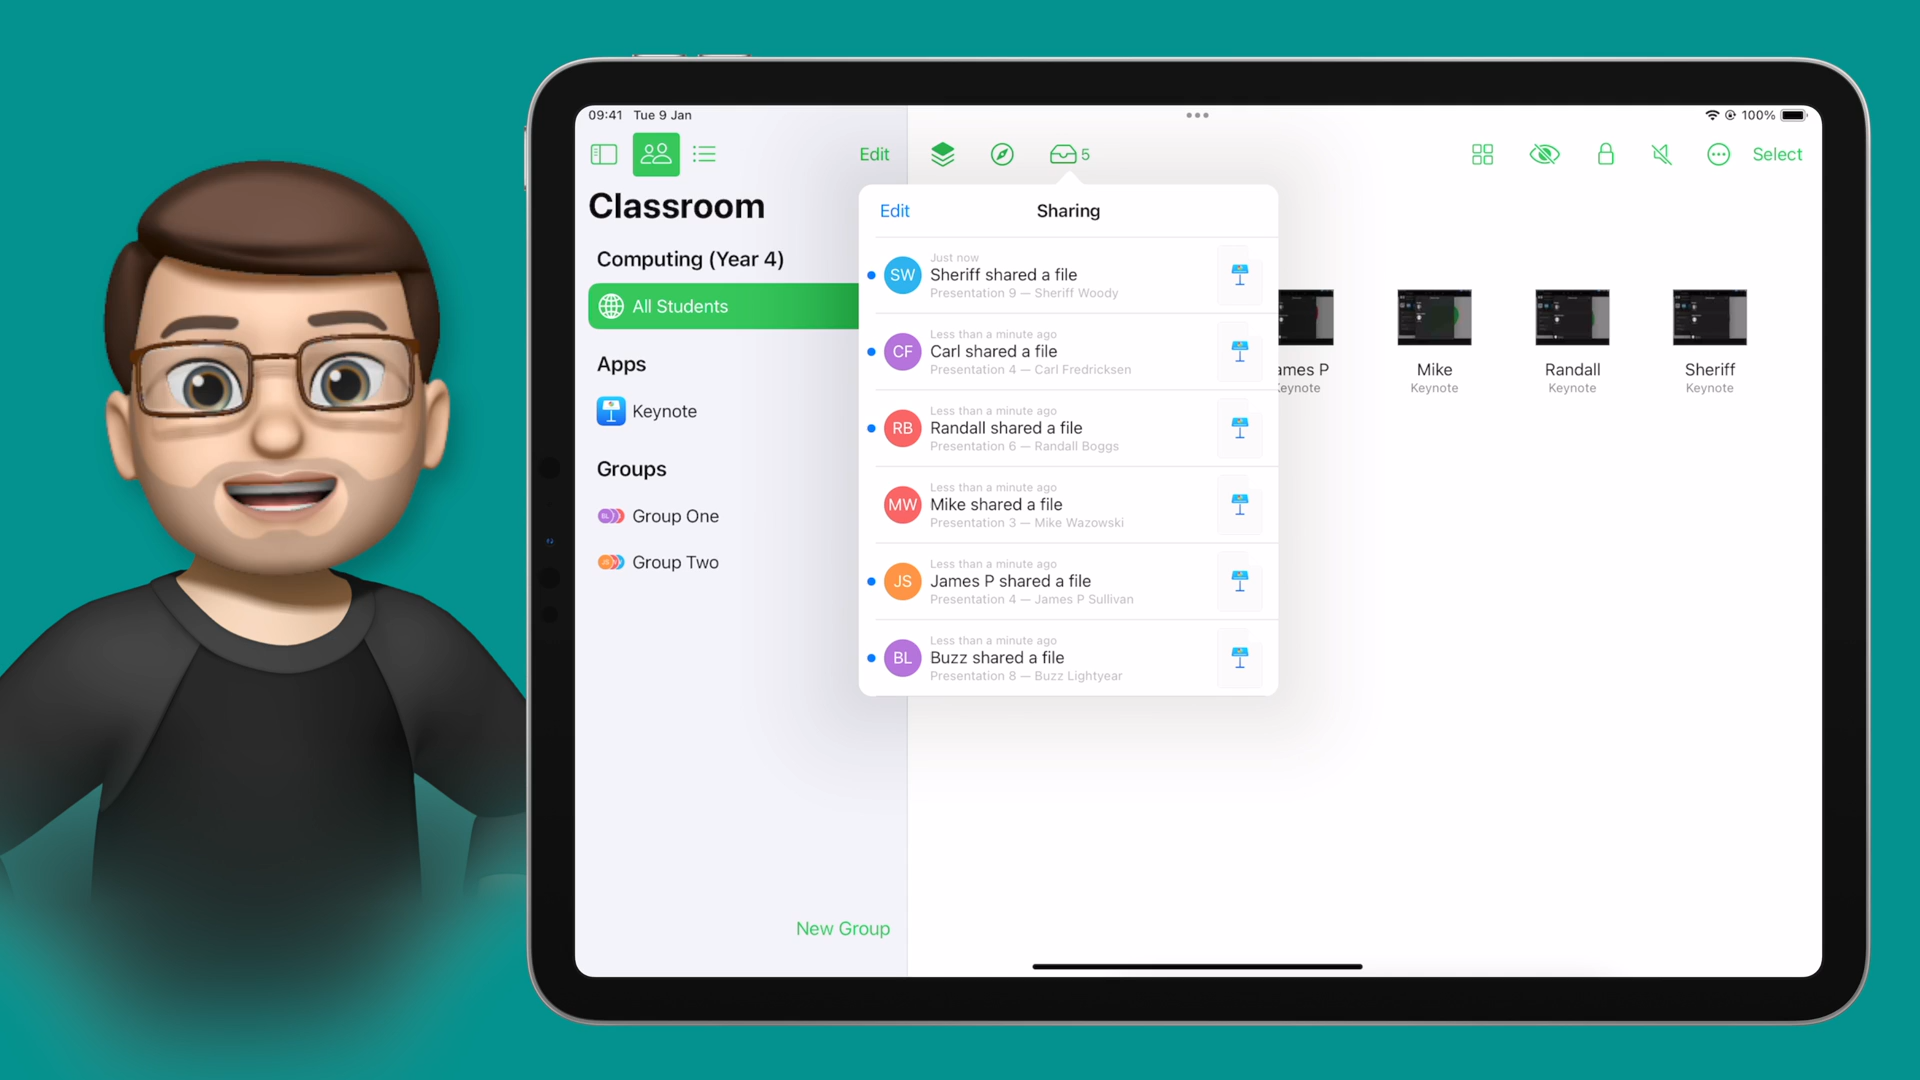 09:41 Tue 9 Jan
100%
Edit
5
Select
Classroom
Computing (Year 4)
All Students
Apps
Keynote
Groups
Group One
Group Two
New Group
Edit
Sharing
Just now
SW
Sheriff shared a file
Presentation 9 — Sheriff Woody
Less than a minute ago
CF
Carl shared a file
Presentation 4 — Carl Fredricksen
Less than a minute ago
RB
Randall shared a file
Presentation 6 — Randall Boggs
Less than a minute ago
MW
Mike shared a file
Presentation 3 — Mike Wazowski
Less than a minute ago
JS
James P shared a file
Presentation 4 — James P Sullivan
Less than a minute ago
BL
Buzz shared a file
Presentation 8 — Buzz Lightyear
ames P
Keynote
Mike
Keynote
Randall
Keynote
Sheriff
Keynote